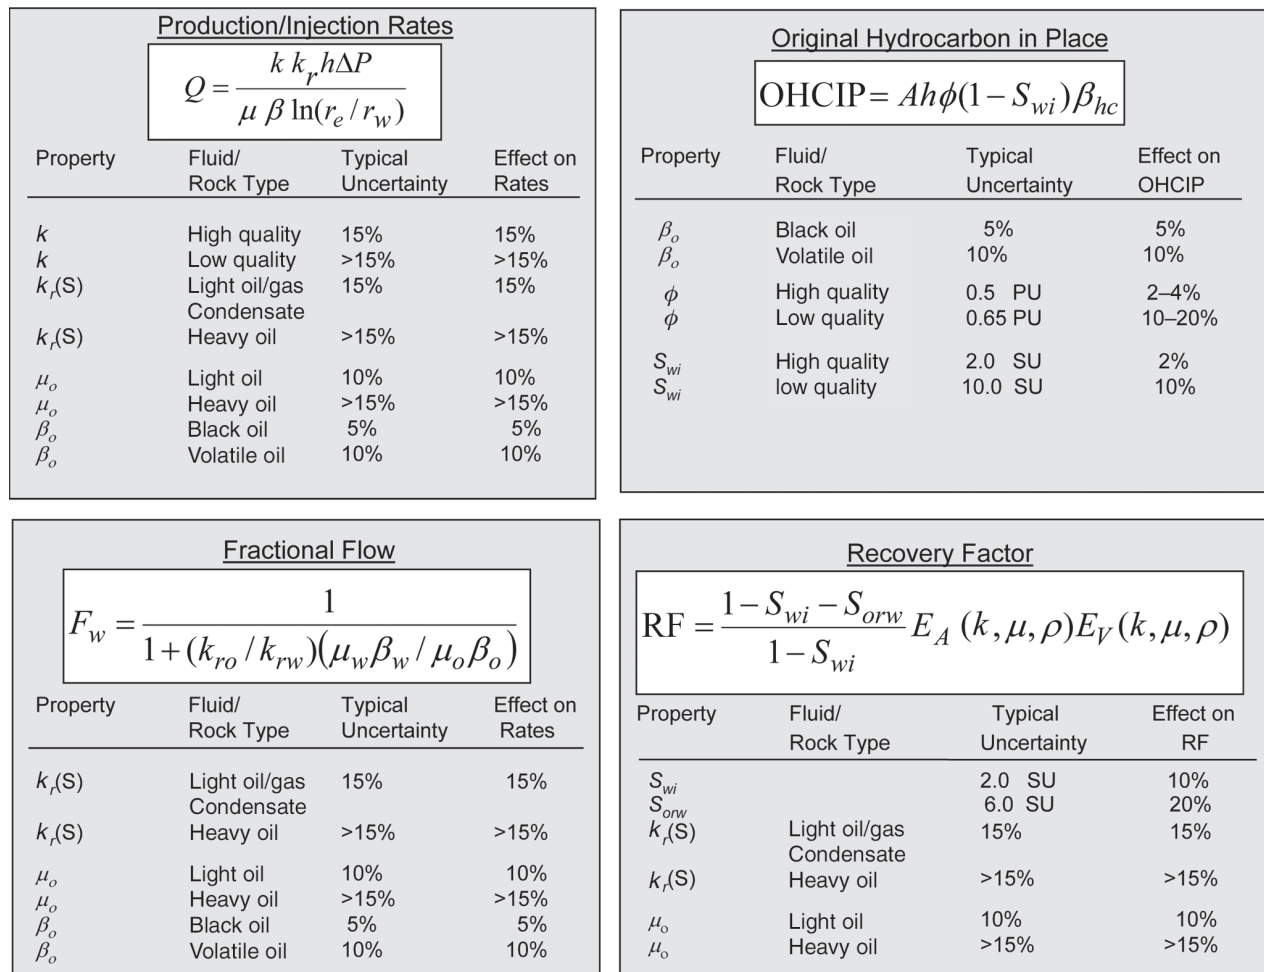 Production/Injection Rates
Q = k k_r h ΔP / μ β ln(r_e / r_w)
Property Fluid/ Rock Type Typical Uncertainty Effect on Rates
k High quality 15% 15%
k Low quality >15% >15%
k_r(S) Light oil/gas 15% 15%
Condensate
k_r(S) Heavy oil >15% >15%
μ_o Light oil 10% 10%
μ_o Heavy oil >15% >15%
β_o Black oil 5% 5%
β_o Volatile oil 10% 10%
Original Hydrocarbon in Place
OHCIP = Ahϕ(1 − S_wi)β_hc
Property Fluid/ Rock Type Typical Uncertainty Effect on OHCIP
β_o Black oil 5% 5%
β_o Volatile oil 10% 10%
ϕ High quality 0.5 PU 2–4%
ϕ Low quality 0.65 PU 10–20%
S_wi High quality 2.0 SU 2%
S_wi low quality 10.0 SU 10%
Fractional Flow
F_w = 1 / 1 + (k_ro / k_rw)(μ_w β_w / μ_o β_o)
Property Fluid/ Rock Type Typical Uncertainty Effect on Rates
k_r(S) Light oil/gas 15% 15%
Condensate
k_r(S) Heavy oil >15% >15%
μ_o Light oil 10% 10%
μ_o Heavy oil >15% >15%
β_o Black oil 5% 5%
β_o Volatile oil 10% 10%
Recovery Factor
RF = 1 − S_wi − S_orw / 1 − S_wi E_A (k, μ, ρ) E_V (k, μ, ρ)
Property Fluid/ Rock Type Typical Uncertainty Effect on RF
S_wi 2.0 SU 10%
S_orw 6.0 SU 20%
k_r(S) Light oil/gas 15% 15%
Condensate
k_r(S) Heavy oil >15% >15%
μ_o Light oil 10% 10%
μ_o Heavy oil >15% >15%